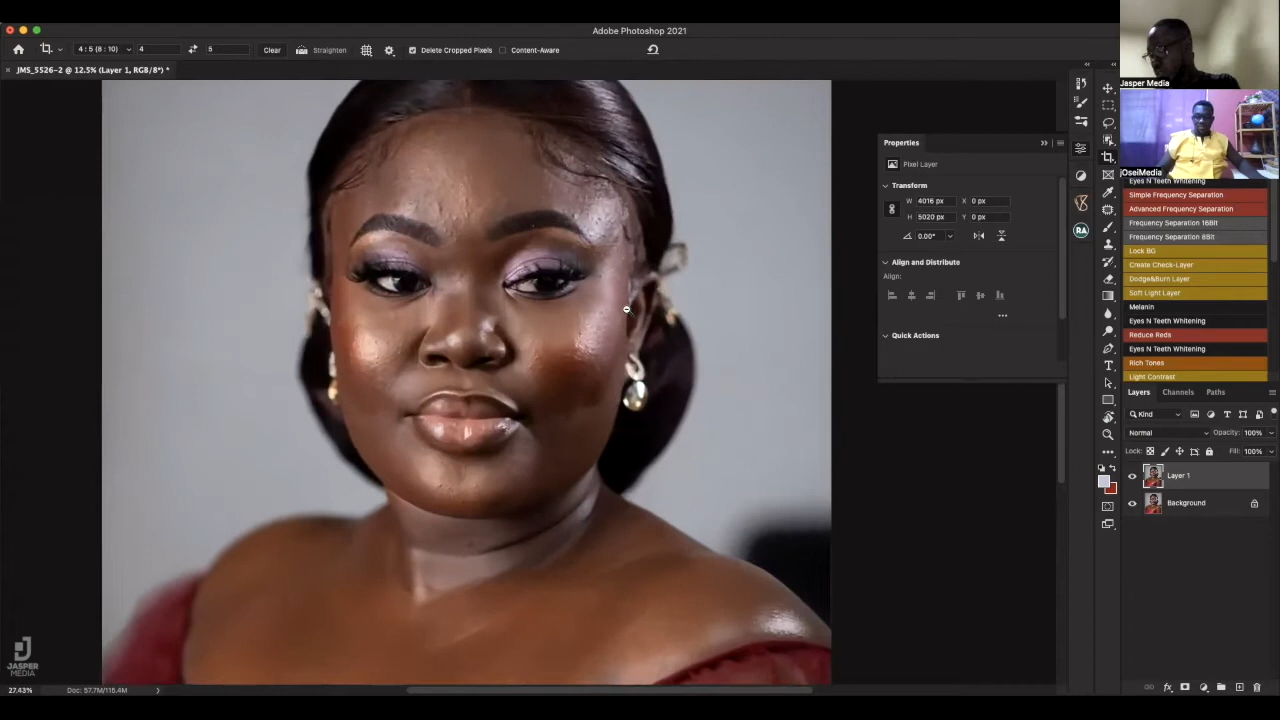 Adobe Photoshop 2021
4 : 5 (8 : 10) 4 5 Clear Straighten Delete Cropped Pixels Content-Aware
JMS_5526-2 @ 12.5% (Layer 1, RGB/8*) *
Jasper Media
jOseiMedia
Properties
Pixel Layer
Transform
W 4016 px X 0 px
H 5020 px Y 0 px
0.00°
Align and Distribute
Align:
Quick Actions
Eyes N Teeth Whitening
Simple Frequency Separation
Advanced Frequency Separation
Frequency Separation 16Bit
Frequency Separation 8Bit
Lock BG
Create Check-Layer
Dodge&Burn Layer
Soft Light Layer
Melanin
Eyes N Teeth Whitening
Reduce Reds
Eyes N Teeth Whitening
Rich Tones
Light Contrast
Layers Channels Paths
Kind
Normal Opacity: 100%
Lock: Fill: 100%
Layer 1
Background
RA
JASPER
MEDIA
27.43% Doc: 57.7M/115.4M